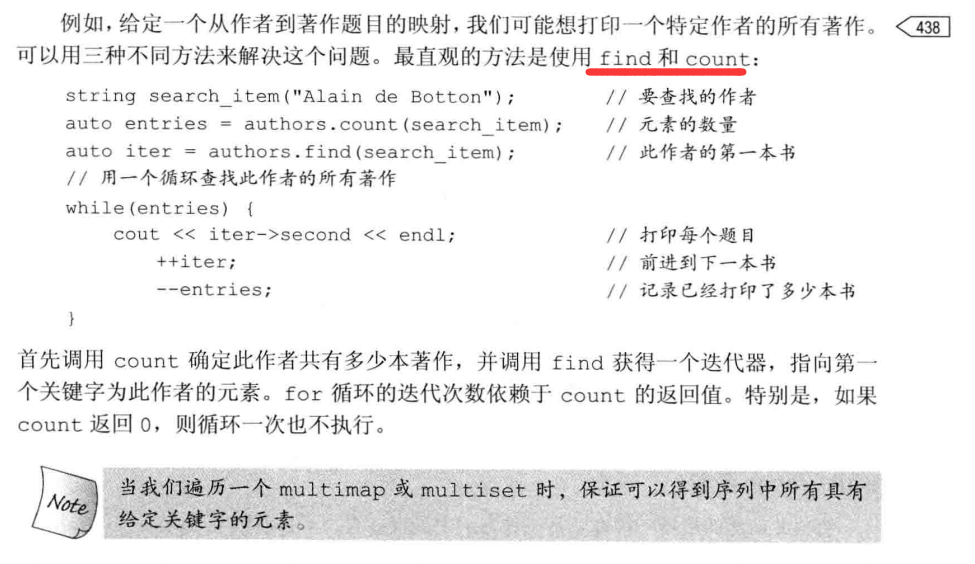 例如，给定一个从作者到著作题目的映射，我们可能想打印一个特定作者的所有著作。 438
可以用三种不同方法来解决这个问题。最直观的方法是使用 find 和 count：
string search_item("Alain de Botton"); // 要查找的作者
auto entries = authors.count(search_item); // 元素的数量
auto iter = authors.find(search_item); // 此作者的第一本书
// 用一个循环查找此作者的所有著作
while(entries) {
cout << iter->second << endl; // 打印每个题目
++iter; // 前进到下一本书
--entries; // 记录已经打印了多少本书
}
首先调用 count 确定此作者共有多少本著作，并调用 find 获得一个迭代器，指向第一
个关键字为此作者的元素。for 循环的迭代次数依赖于 count 的返回值。特别是，如果
count 返回 0，则循环一次也不执行。
Note
当我们遍历一个 multimap 或 multiset 时，保证可以得到序列中所有具有
给定关键字的元素。